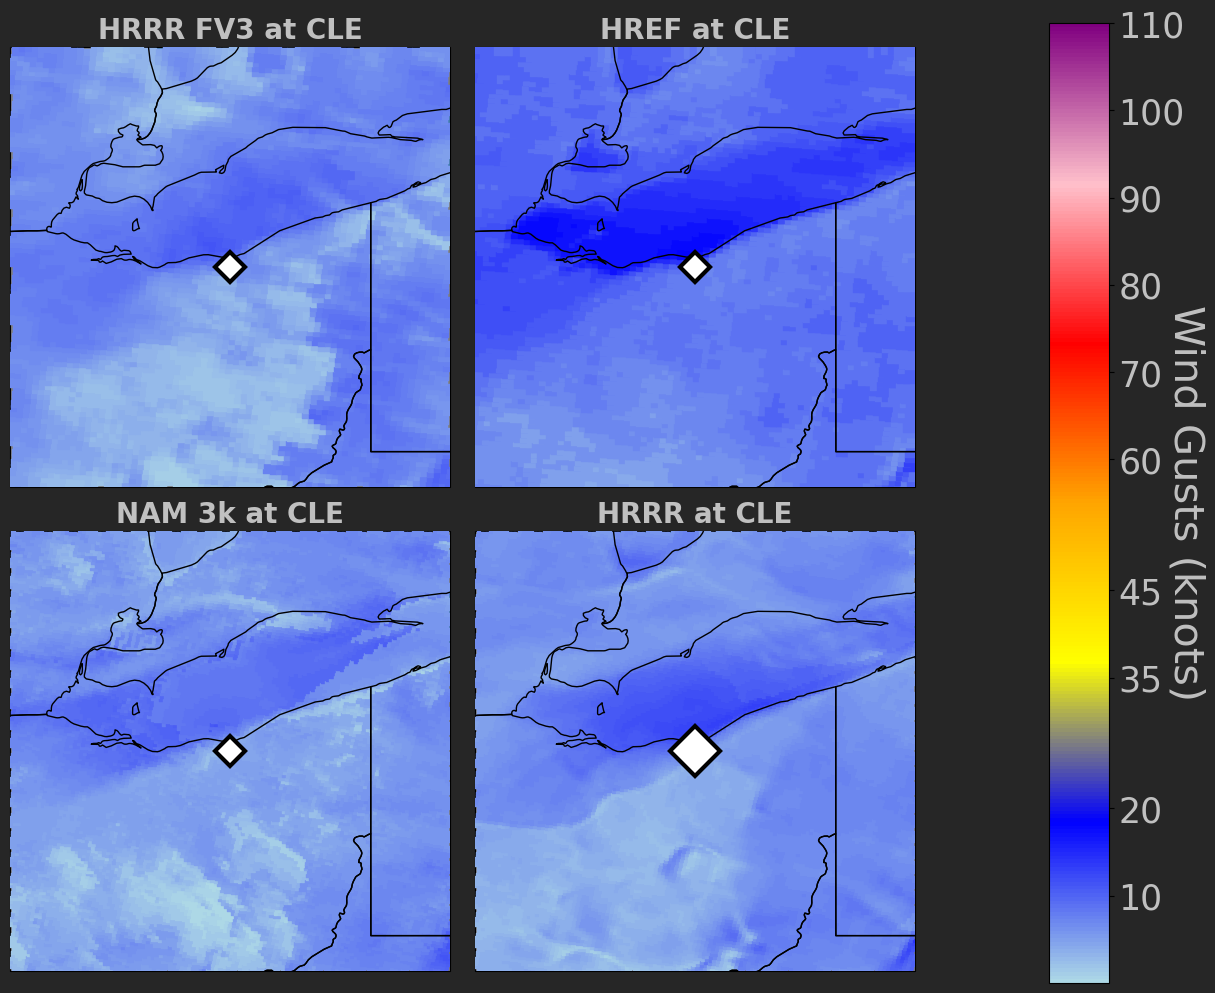 HRRR FV3 at CLE
HREF at CLE
NAM 3k at CLE
HRRR at CLE
110
100
90
80
70
60
45
35
20
10
Wind Gusts (knots)